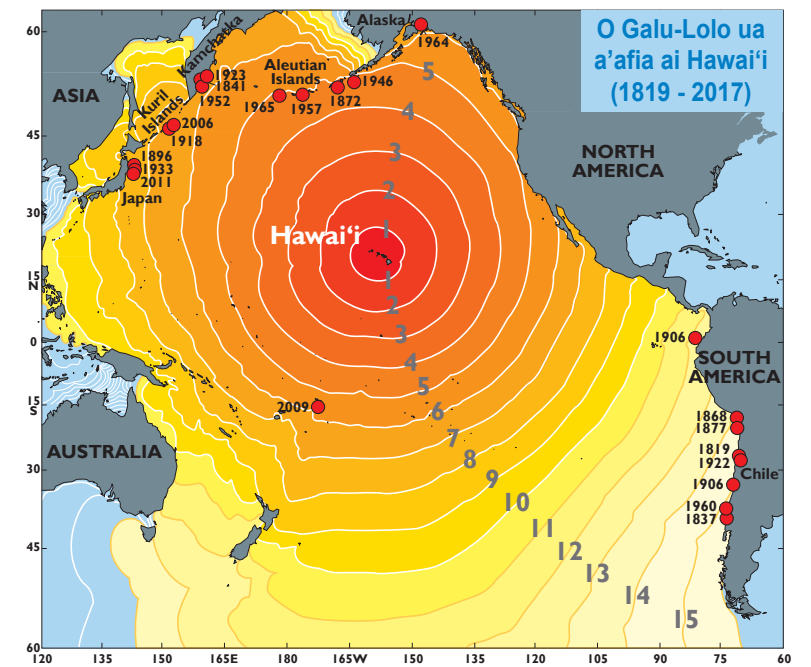 O Galu-Lolo ua
a'afia ai Hawai‘i
(1819 - 2017)
60
45
30
15
N
0
15
S
30
45
60
120
135
150
165E
180
165W
150
135
120
105
90
75
60
ASIA
Kamchatka
Kuril
Islands
Japan
Aleutian
Islands
Alaska
NORTH
AMERICA
SOUTH
AMERICA
Chile
AUSTRALIA
Hawai‘i
1923
1841
1952
2006
1918
1896
1933
2011
1965
1957
1872
1946
1964
2009
1906
1868
1877
1819
1922
1906
1960
1837
5
4
3
2
1
1
2
3
4
5
6
7
8
9
10
11
12
13
14
15